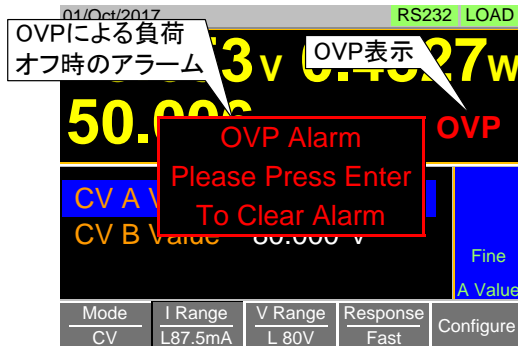 01/Oct/2017
RS232 LOAD
OVPによる負荷
オフ時のアラーム
OVP表示
3V
27W
50.
OVP
OVP Alarm
Please Press Enter
To Clear Alarm
CV A
CV B Value 80.000 V
Fine
A Value
Mode
CV
I Range
L87.5mA
V Range
L 80V
Response
Fast
Configure